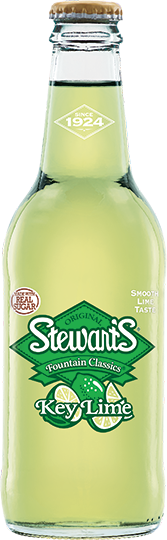 SINCE
1924
MADE WITH
REAL
SUGAR
SMOOTH
LIME
TASTE
ORIGINAL
Stewart's
Fountain Classics
Key Lime